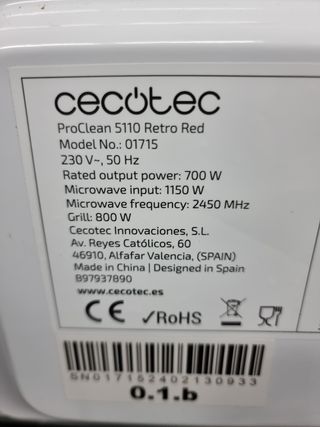 cecotec
ProClean 5110 Retro Red
Model No.: 01715
230 V~, 50 Hz
Rated output power: 700 W
Microwave input: 1150 W
Microwave frequency: 2450 MHz
Grill: 800 W
Cecotec Innovaciones, S.L.
Av. Reyes Católicos, 60
46910, Alfafar Valencia, (SPAIN)
Made in China | Designed in Spain
B97937890
www.cecotec.es
CE ✓RoHS
SN017152402130933
0.1.b